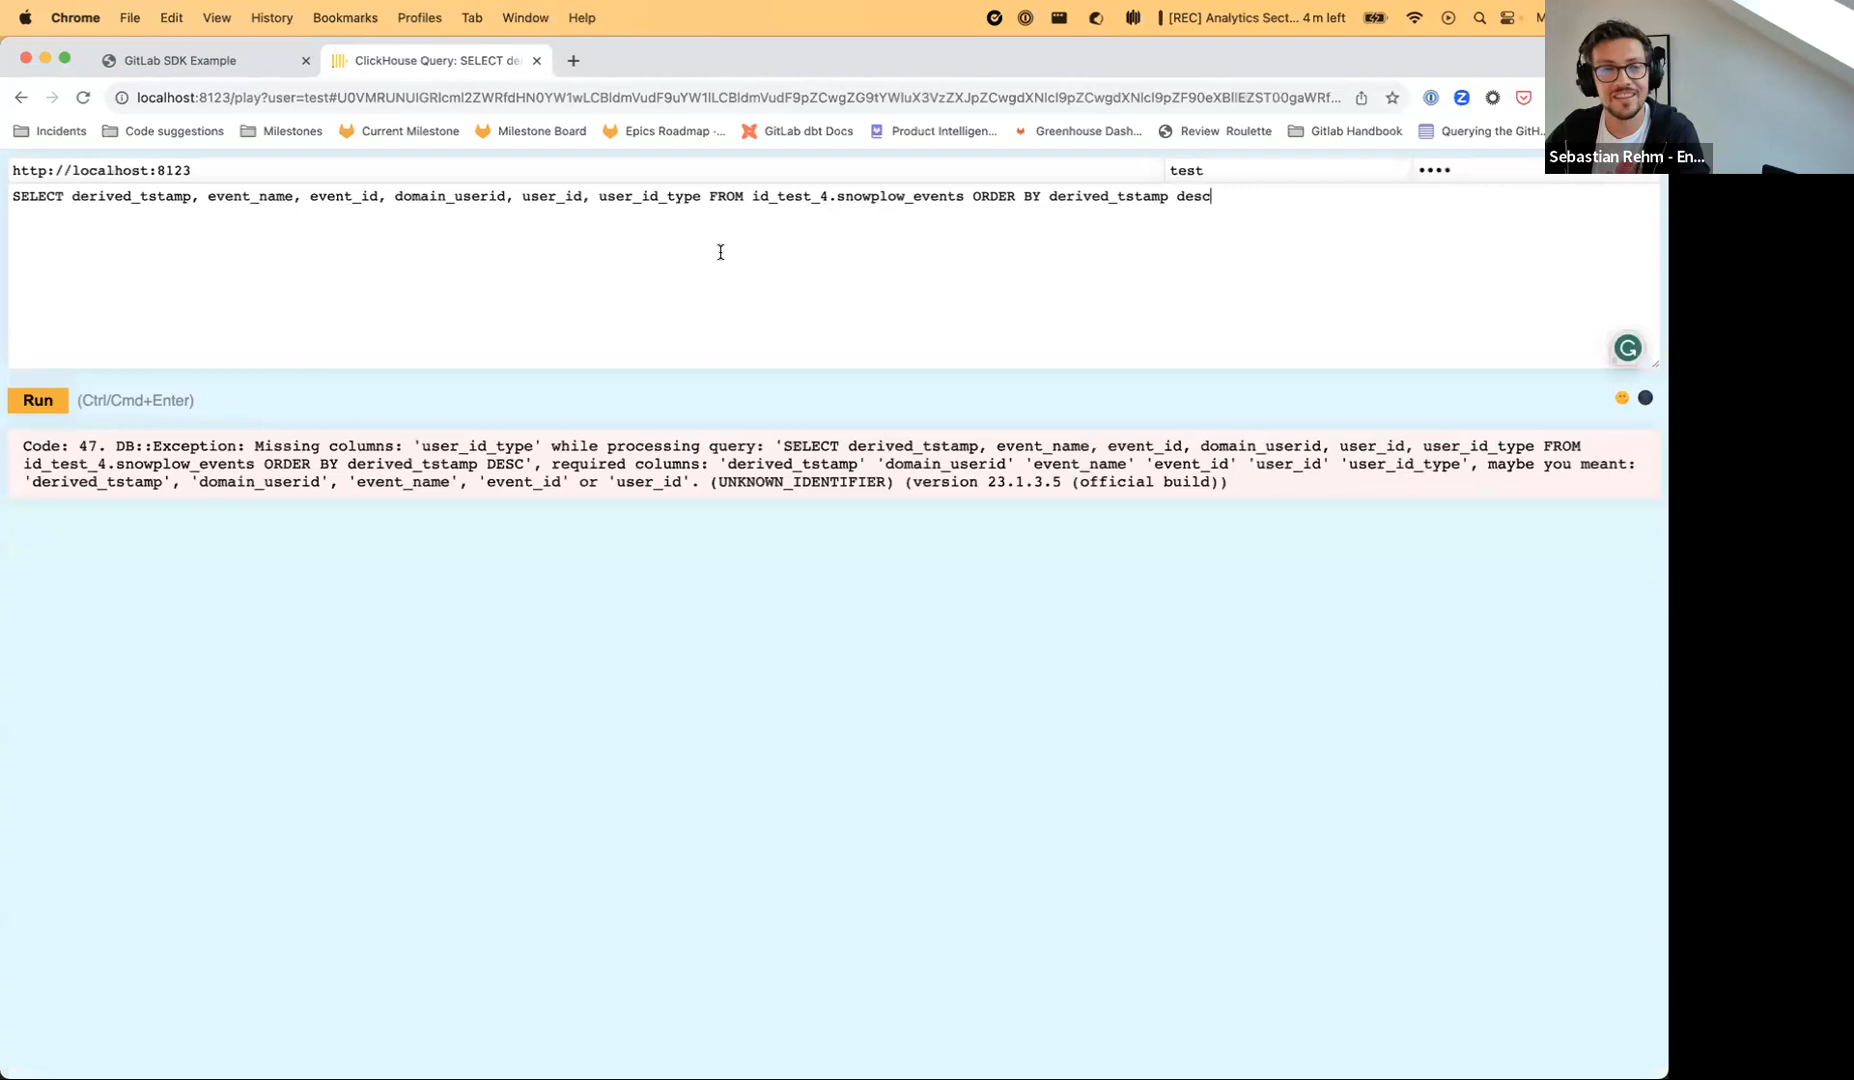 Chrome File Edit View History Bookmarks Profiles Tab Window Help [REC] Analytics Sect... 4 m left
GitLab SDK Example
ClickHouse Query: SELECT de
localhost:8123/play?user=test#
Incidents Code suggestions Milestones Current Milestone Milestone Board Epics Roadmap -... GitLab dbt Docs Product Intelligen... Greenhouse Dash... Review Roulette Gitlab Handbook Querying the GitH...
Sebastian Rehm - En...
http://localhost:8123
test
••••
SELECT derived_tstamp, event_name, event_id, domain_userid, user_id, user_id_type FROM id_test_4.snowplow_events ORDER BY derived_tstamp desc
Run (Ctrl/Cmd+Enter)
Code: 47. DB::Exception: Missing columns: 'user_id_type' while processing query: 'SELECT derived_tstamp, event_name, event_id, domain_userid, user_id, user_id_type FROM
id_test_4.snowplow_events ORDER BY derived_tstamp DESC', required columns: 'derived_tstamp' 'domain_userid' 'event_name' 'event_id' 'user_id' 'user_id_type', maybe you meant:
'derived_tstamp', 'domain_userid', 'event_name', 'event_id' or 'user_id'. (UNKNOWN_IDENTIFIER) (version 23.1.3.5 (official build))